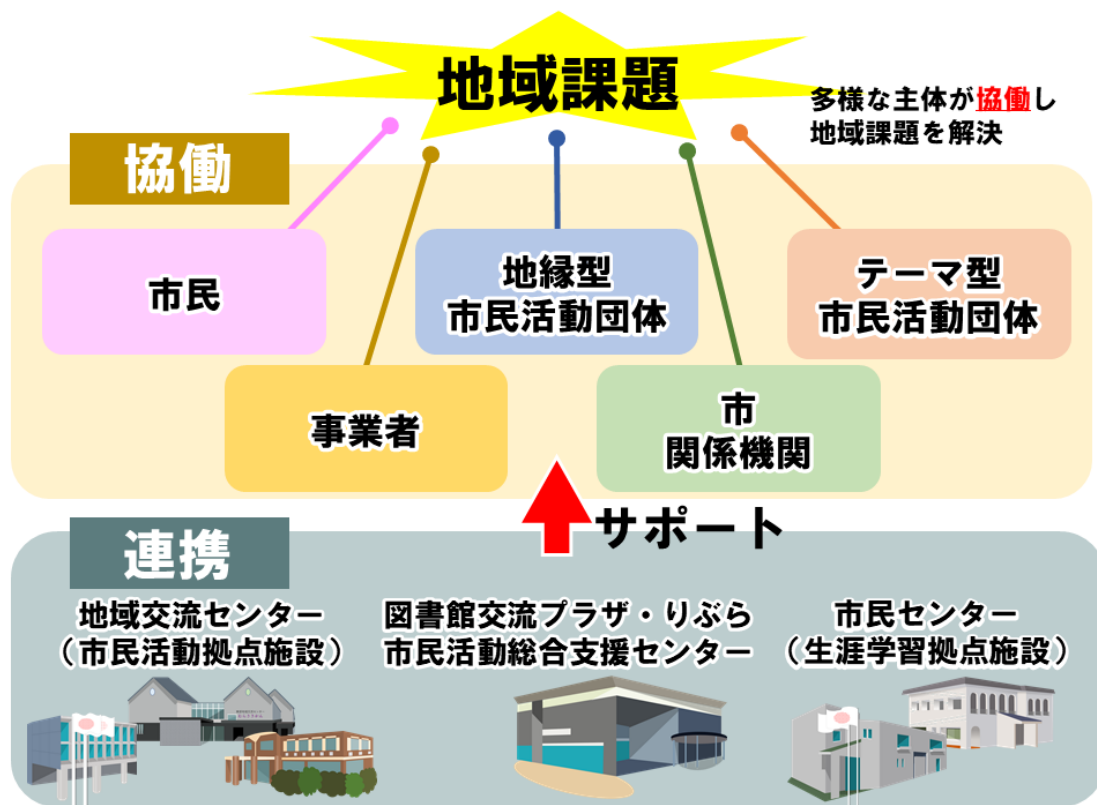 地域課題
多様な主体が協働し
地域課題を解決
協働
市民
地縁型
市民活動団体
テーマ型
市民活動団体
事業者
市
関係機関
サポート
連携
地域交流センター
（市民活動拠点施設）
図書館交流プラザ・りぶら
市民活動総合支援センター
市民センター
（生涯学習拠点施設）